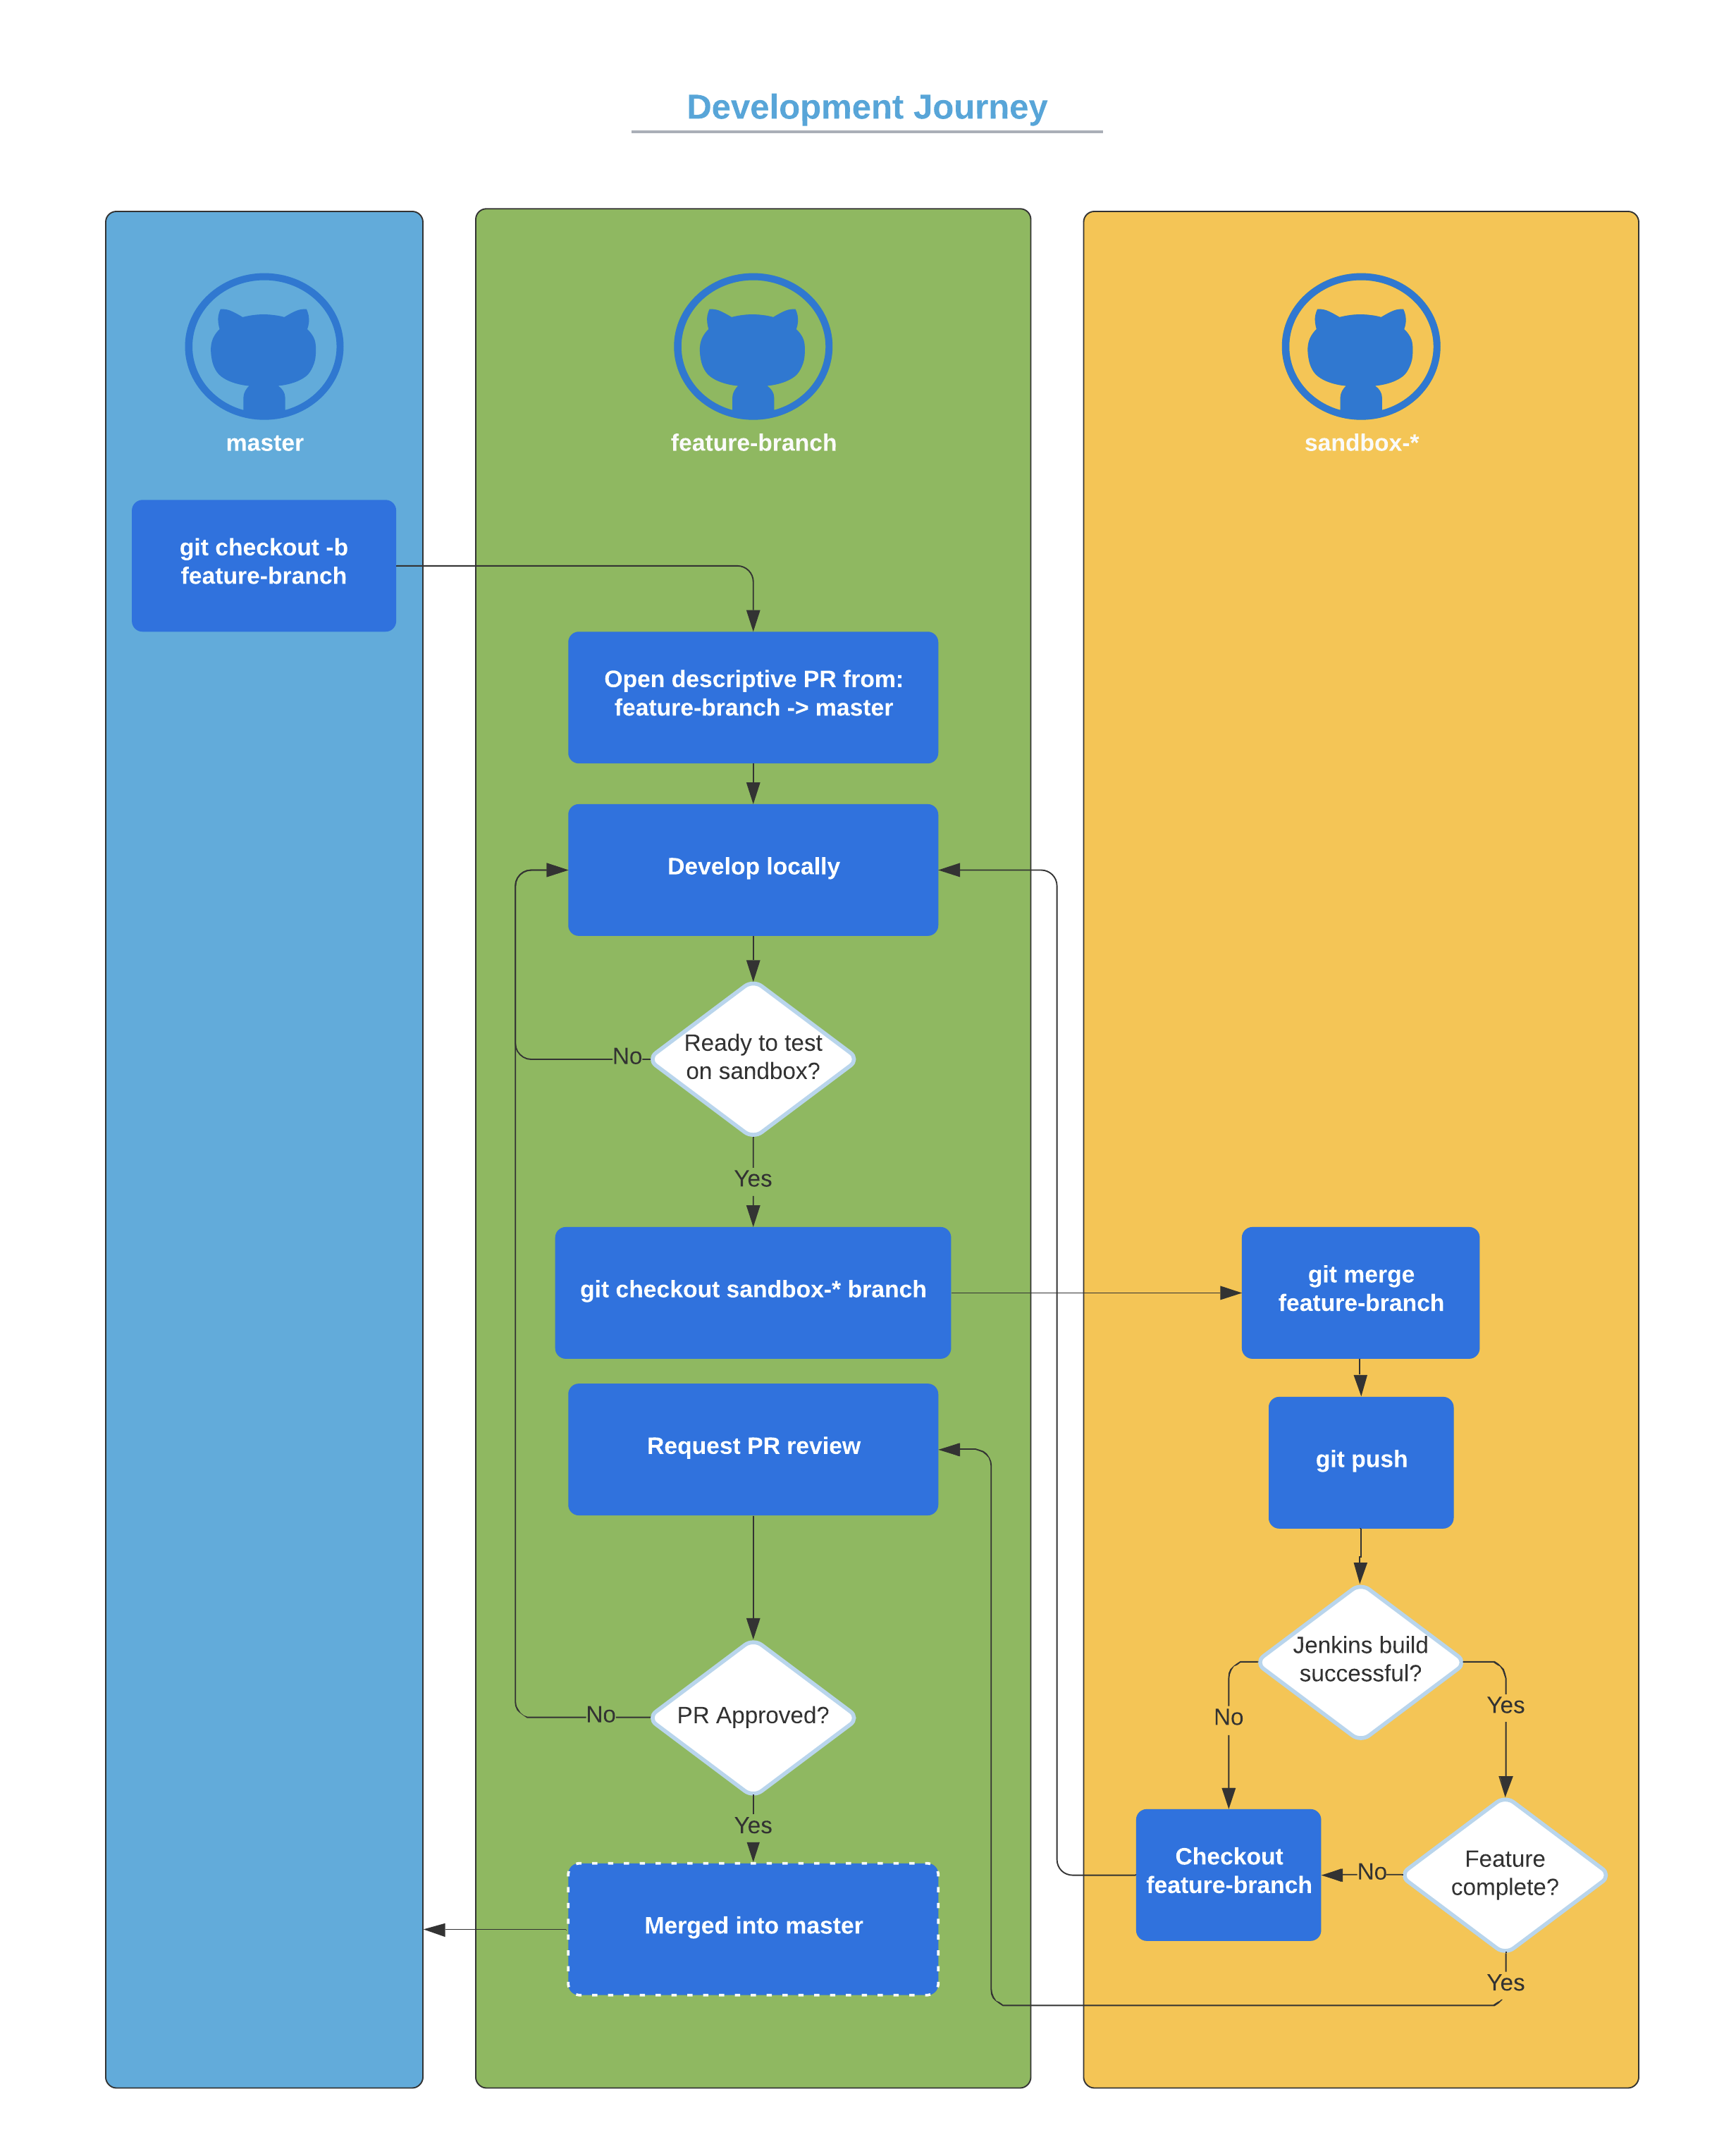 Development Journey
master
feature-branch
sandbox-*
git checkout -b
feature-branch
Open descriptive PR from:
feature-branch -> master
Develop locally
Ready to test
on sandbox?
No
Yes
git checkout sandbox-* branch
git merge
feature-branch
Request PR review
git push
Jenkins build
successful?
No
Yes
PR Approved?
No
Yes
Checkout
feature-branch
No
Feature
complete?
Yes
Merged into master